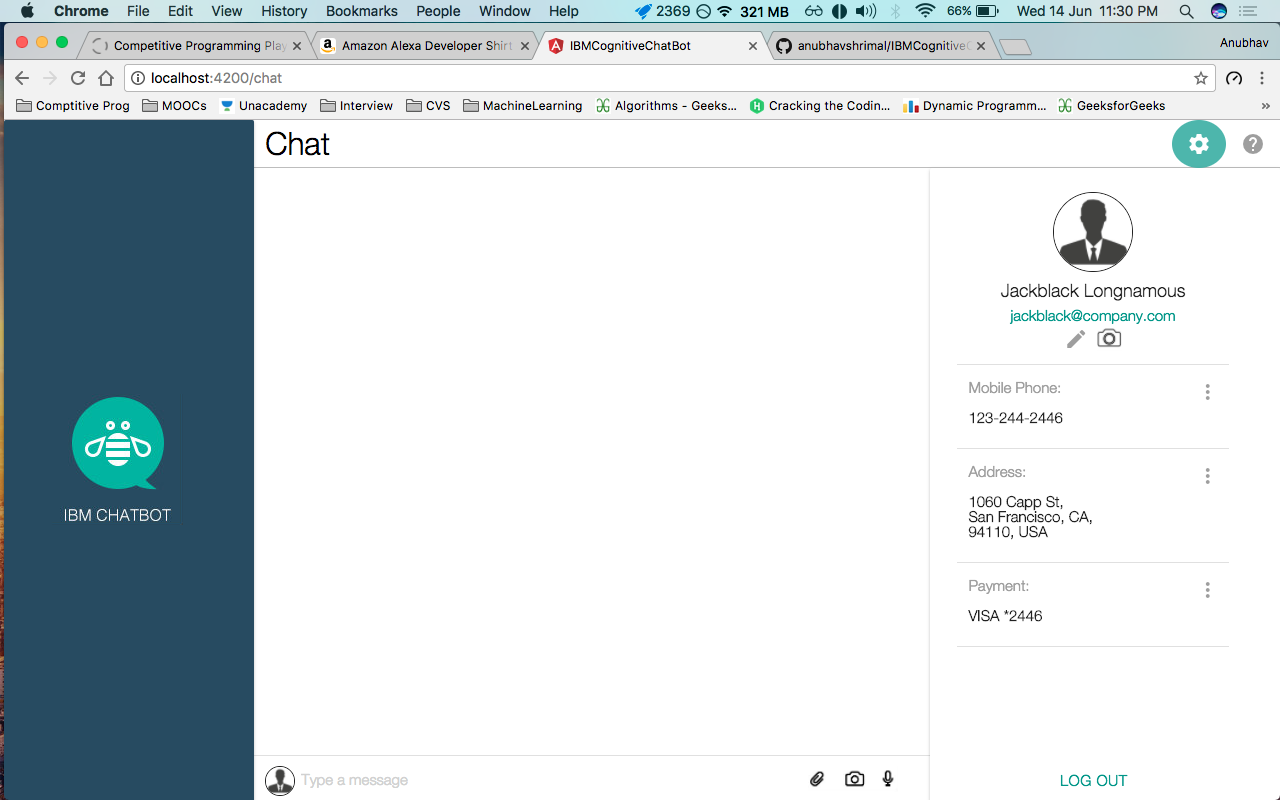 Chrome File Edit View History Bookmarks People Window Help 2369 321 MB 66% Wed 14 Jun 11:30 PM
Competitive Programming Play
Amazon Alexa Developer Shirt
IBMCognitiveChatBot
anubhavshrimal/IBMCognitiveC
Anubhav
localhost:4200/chat
Comptitive Prog MOOCs Unacademy Interview CVS MachineLearning Algorithms - Geeks... Cracking the Codin... Dynamic Programm... GeeksforGeeks »
Chat
IBM CHATBOT
Jackblack Longnamous
jackblack@company.com
Mobile Phone:
123-244-2446
Address:
1060 Capp St,
San Francisco, CA,
94110, USA
Payment:
VISA *2446
Type a message
LOG OUT